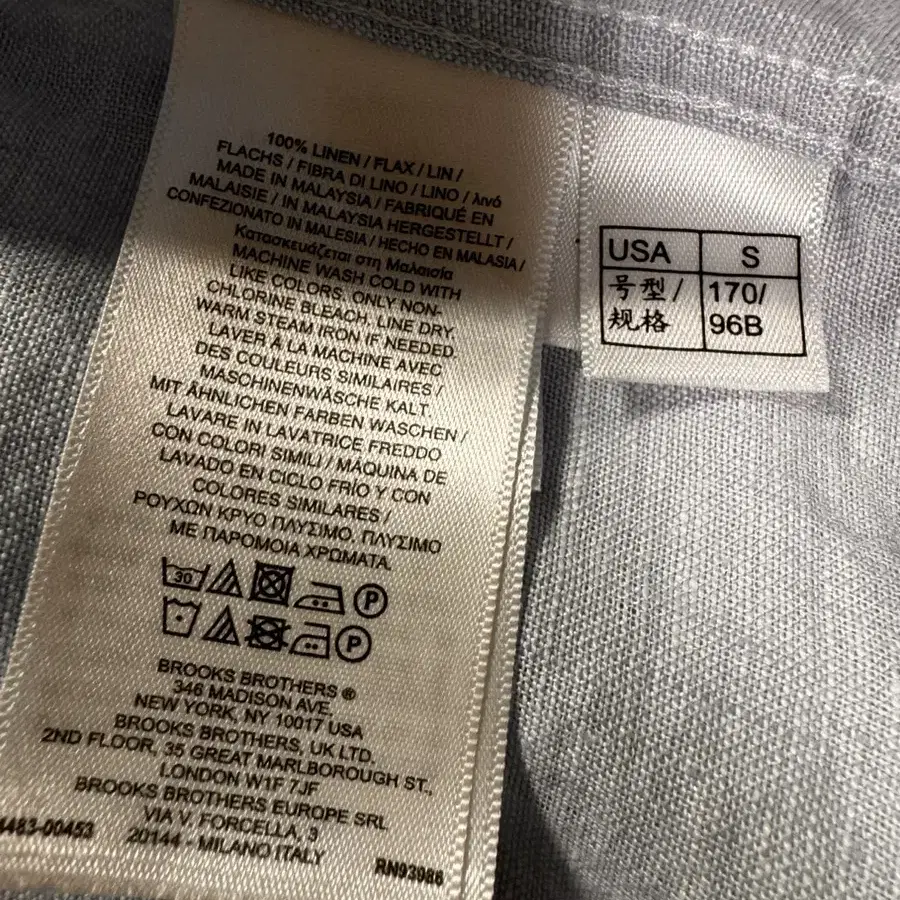 100% LINEN / FLAX / LIN /
FLACHS / FIBRA DI LINO / LINO / λινό
MADE IN MALAYSIA / FABRIQUÉ EN
MALAISIE / IN MALAYSIA HERGESTELLT /
CONFEZIONATO IN MALESIA / HECHO EN MALASIA /
Κατασκευάζεται στη Μαλαισία
MACHINE WASH COLD WITH
LIKE COLORS. ONLY NON-
CHLORINE BLEACH. LINE DRY.
WARM STEAM IRON IF NEEDED.
LAVER À LA MACHINE AVEC
DES COULEURS SIMILAIRES /
MASCHINENWÄSCHE KALT.
MIT ÄHNLICHEN FARBEN WASCHEN /
LAVARE IN LAVATRICE FREDDO
CON COLORI SIMILI / MÁQUINA DE
LAVADO EN CICLO FRÍO Y CON
COLORES SIMILARES /
ΡΟΥΧΩΝ ΚΡΥΟ ΠΛΥΣΙΜΟ. ΠΛΥΣΙΜΟ
ΜΕ ΠΑΡΟΜΟΙΑ ΧΡΩΜΑΤΑ.
30 P
P
BROOKS BROTHERS ®
346 MADISON AVE.
NEW YORK, NY 10017 USA
BROOKS BROTHERS, UK LTD.
2ND FLOOR, 35 GREAT MARLBOROUGH ST.,
LONDON W1F 7JF
BROOKS BROTHERS EUROPE SRL
VIA V. FORCELLA, 3
20144 - MILANO ITALY
4483-00453
RN93986
USA S
号型/ 170/
规格 96B